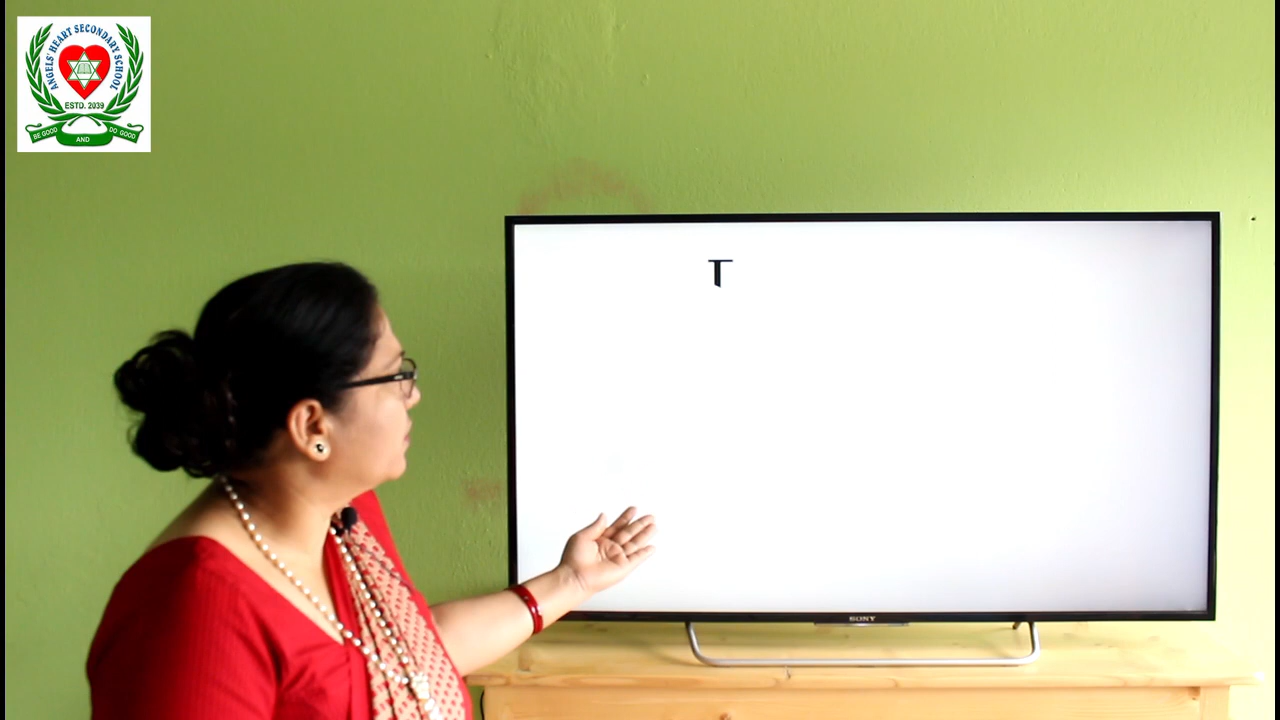 ANGELS' HEART SECONDARY SCHOOL
ESTD. 2039
BE GOOD AND DO GOOD
ा
SONY